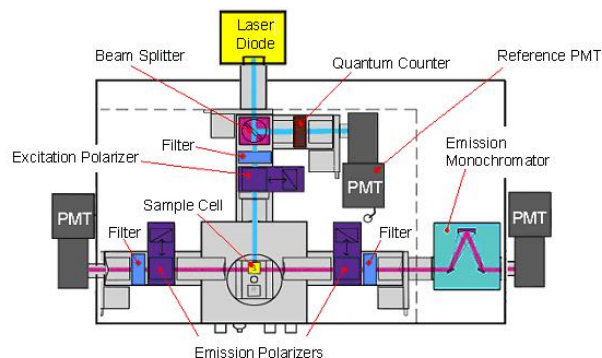 Laser
Diode
Beam Splitter
Quantum Counter
Reference PMT
Filter
Excitation Polarizer
Emission
Monochromator
PMT
Sample Cell
PMT
Filter
Filter
PMT
Emission Polarizers